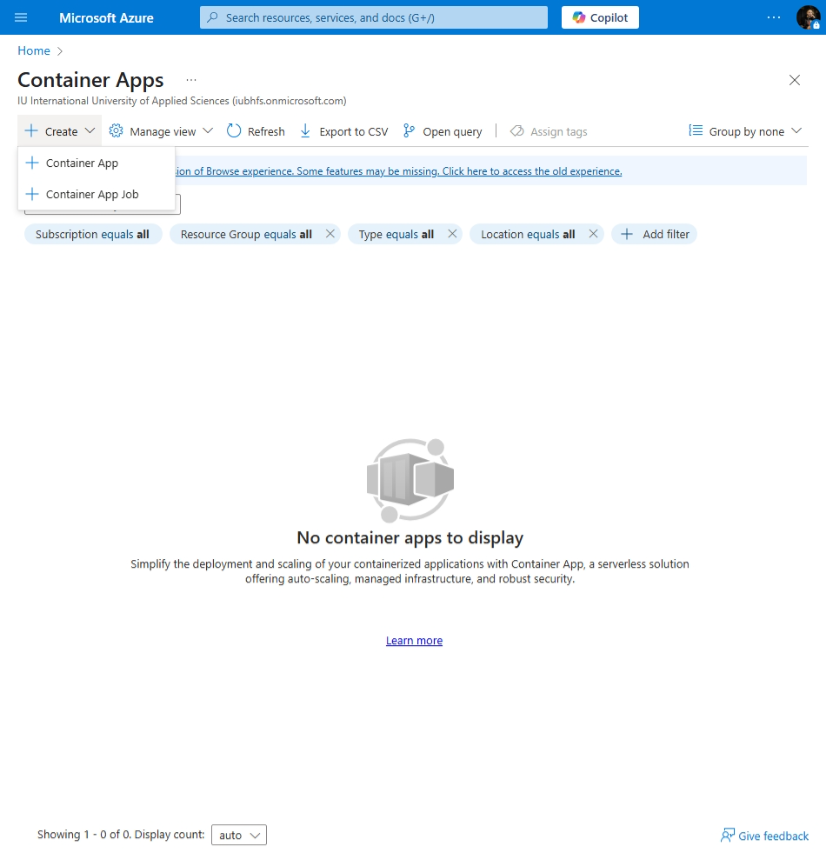 Microsoft Azure
Search resources, services, and docs (G+/)
Copilot
Home
Container Apps
IU International University of Applied Sciences (iubhfs.onmicrosoft.com)
Create
Manage view
Refresh
Export to CSV
Open query
Assign tags
Group by none
Container App
Container App Job
of Browse experience. Some features may be missing. Click here to access the old experience.
Subscription equals all
Resource Group equals all
Type equals all
Location equals all
Add filter
No container apps to display
Simplify the deployment and scaling of your containerized applications with Container App, a serverless solution
offering auto-scaling, managed infrastructure, and robust security.
Learn more
Showing 1 - 0 of 0. Display count:
auto
Give feedback